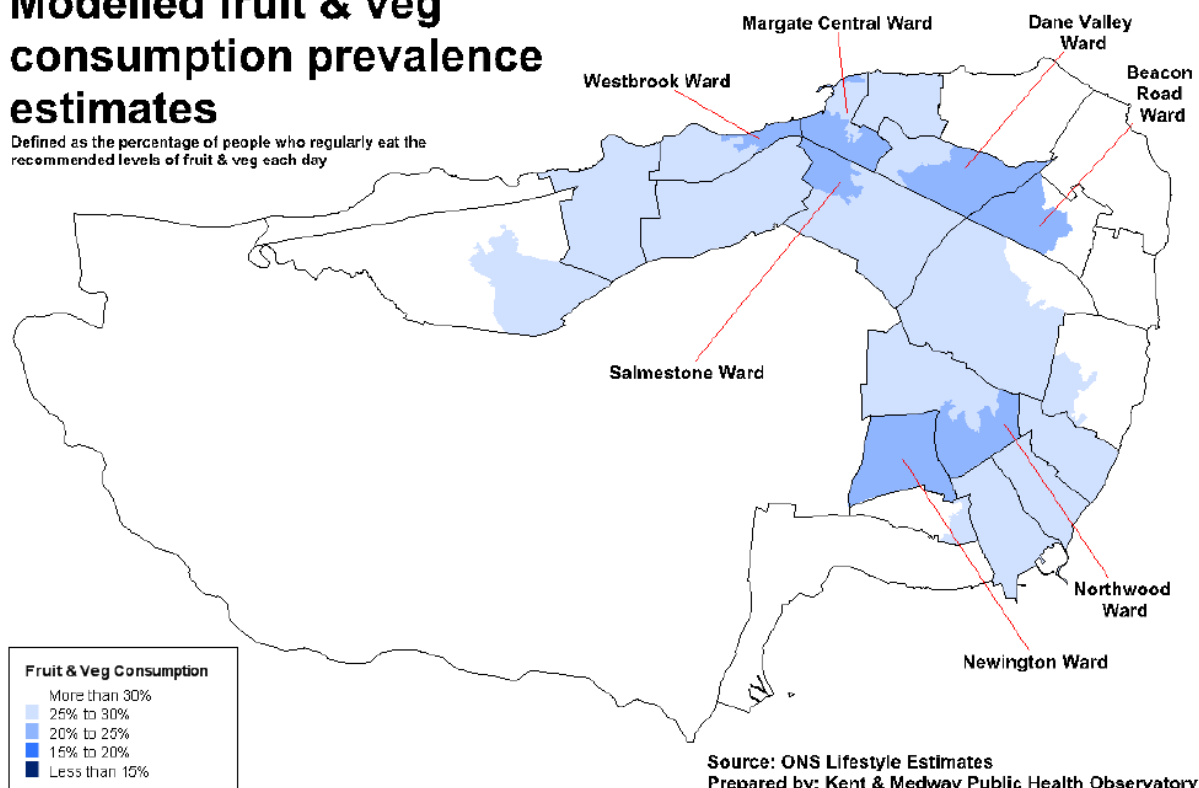 Modelled fruit & veg
consumption prevalence
estimates
Defined as the percentage of people who regularly eat the
recommended levels of fruit & veg each day
Margate Central Ward
Dane Valley
Ward
Westbrook Ward
Beacon
Road
Ward
Salmestone Ward
Northwood
Ward
Newington Ward
Fruit & Veg Consumption
More than 30%
25% to 30%
20% to 25%
15% to 20%
Less than 15%
Source: ONS Lifestyle Estimates
Prepared by: Kent & Medway Public Health Observatory